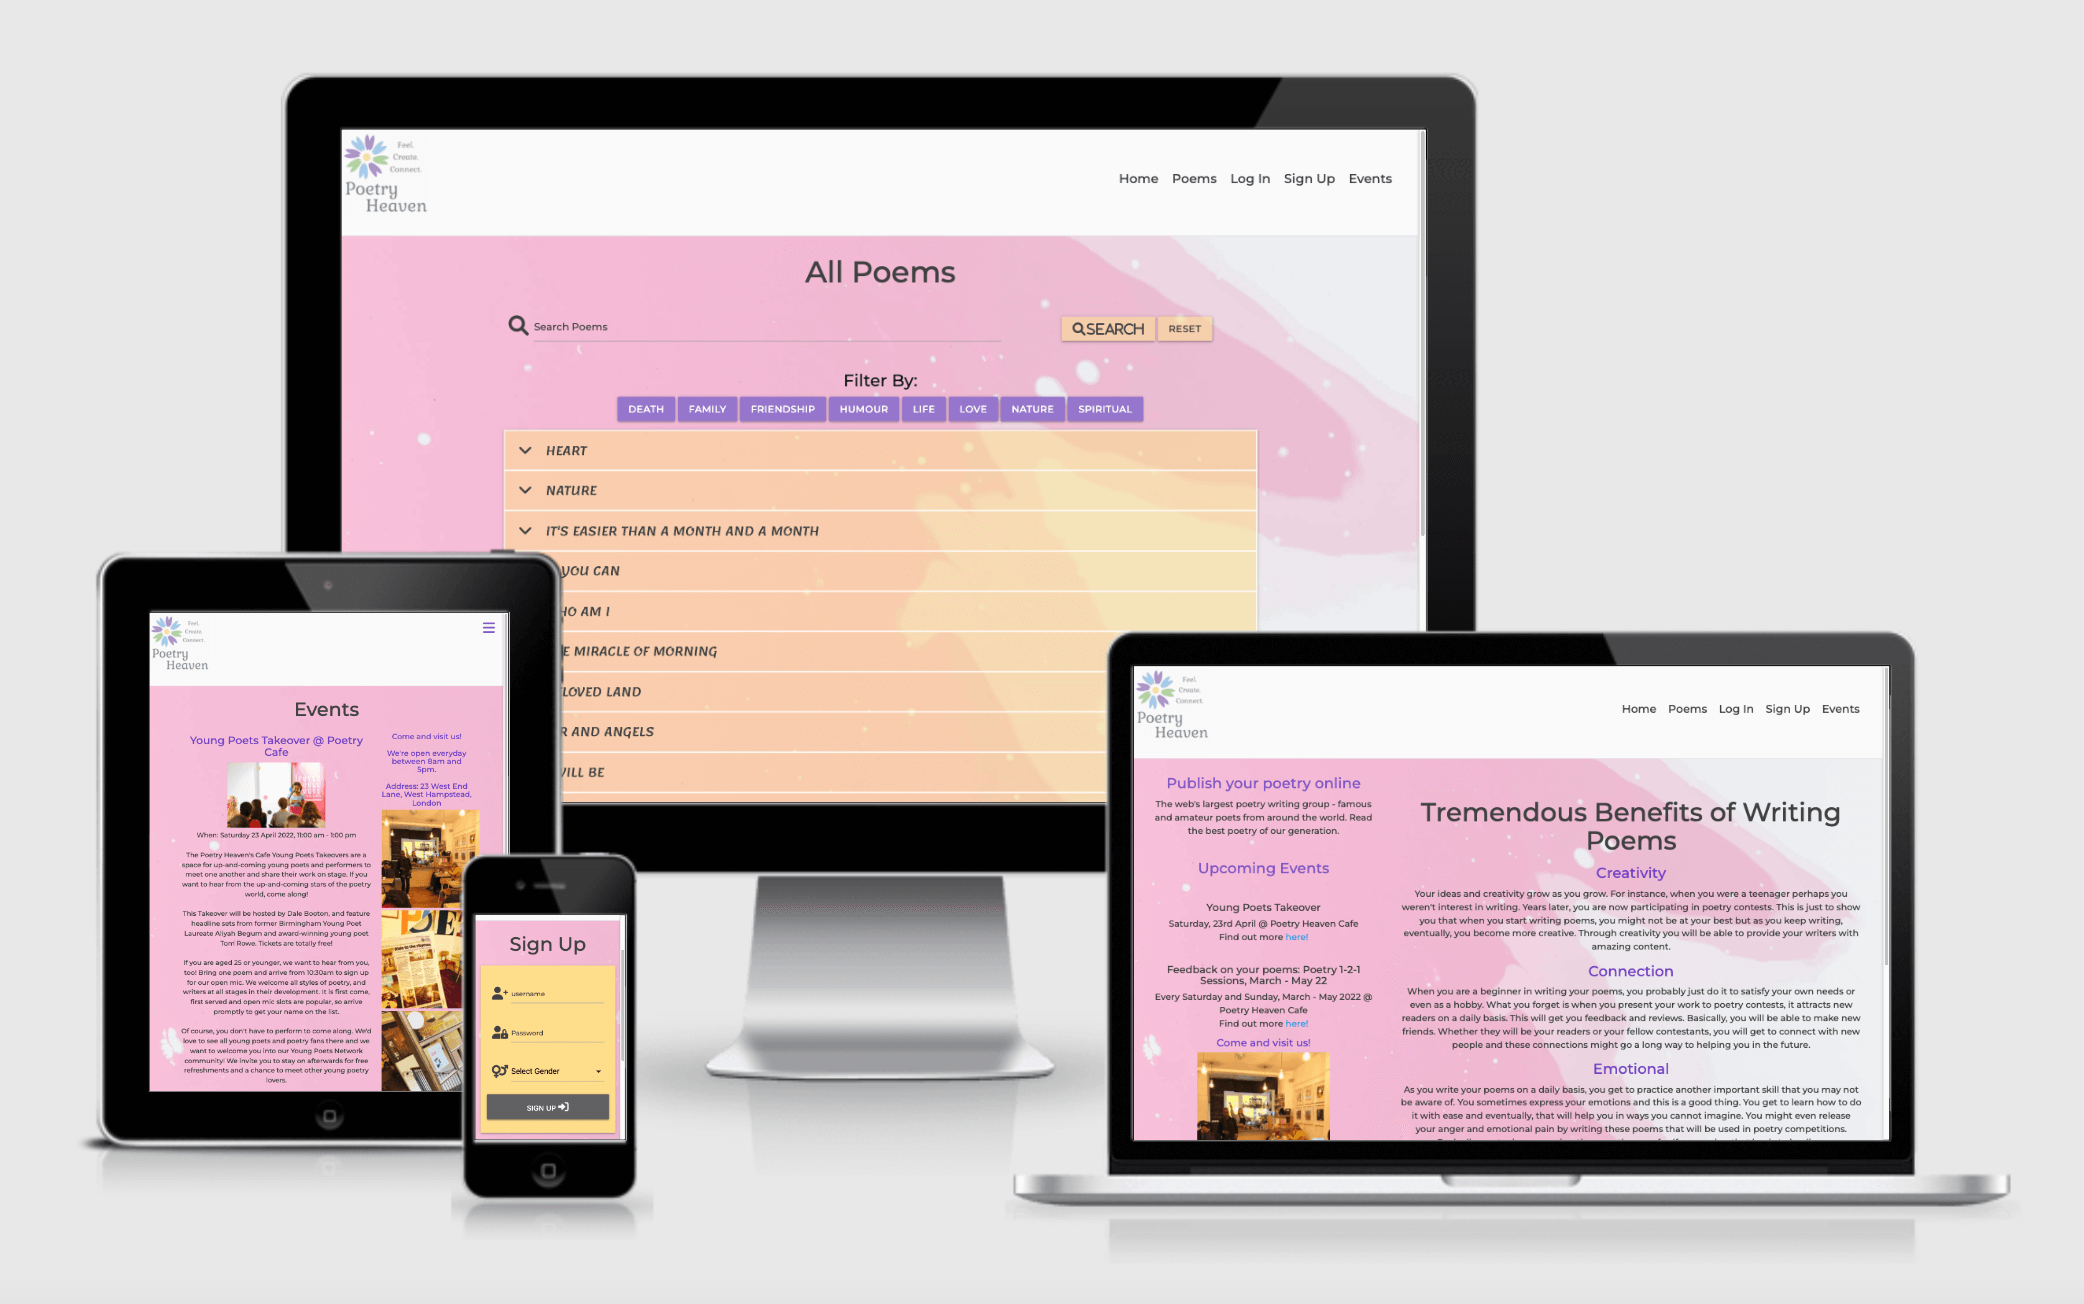 Feel.
Create.
Connect.
Poetry
Heaven
Home Poems Log In Sign Up Events
All Poems
Search Poems
SEARCH RESET
Filter By:
DEATH FAMILY FRIENDSHIP HUMOUR LIFE LOVE NATURE SPIRITUAL
HEART
NATURE
IT'S EASIER THAN A MONTH AND A MONTH
YOU CAN
HO AM I
E MIRACLE OF MORNING
LOVED LAND
R AND ANGELS
WILL BE
Feel.
Create.
Connect.
Poetry
Heaven
Events
Young Poets Takeover @ Poetry
Cafe
When: Saturday 23 April 2022, 11:00 am - 1:00 pm
The Poetry Heaven's Cafe Young Poets Takeovers are a
space for up-and-coming young poets and performers to
meet one another and share their work on stage. If you
want to hear from the up-and-coming stars of the poetry
world, come along!
This Takeover will be hosted by Dale Booton, and feature
headline sets from former Birmingham Young Poet
Laureate Aliyah Begum and award-winning young poet
Tom Rowe. Tickets are totally free!
If you are aged 25 or younger, we want to hear from you,
too! Bring one poem and arrive from 10:30am to sign up
for our open mic. We welcome all styles of poetry, and
writers at all stages in their development. It is first come,
first served and open mic slots are popular, so arrive
promptly to get your name on the list.
Of course, you don't have to perform to come along. We'd
love to see all young poets and poetry fans there and we
want to welcome you into our Young Poets Network
community! We invite you to stay on afterwards for free
refreshments and a chance to meet other young poetry
lovers.
Come and visit us!
We're open everyday
between 8am and
5pm.
Address: 23 West End
Lane, West Hampstead,
London
Sign Up
username
Password
Select Gender
SIGN UP
Feel.
Create.
Connect.
Poetry
Heaven
Home Poems Log In Sign Up Events
Publish your poetry online
The web's largest poetry writing group - famous
and amateur poets from around the world. Read
the best poetry of our generation.
Upcoming Events
Young Poets Takeover
Saturday, 23rd April @ Poetry Heaven Cafe
Find out more here!
Feedback on your poems: Poetry 1-2-1
Sessions, March - May 22
Every Saturday and Sunday, March - May 2022 @
Poetry Heaven Cafe
Find out more here!
Come and visit us!
Tremendous Benefits of Writing
Poems
Creativity
Your ideas and creativity grow as you grow. For instance, when you were a teenager perhaps you
weren't interest in writing. Years later, you are now participating in poetry contests. This is just to show
you that when you start writing poems, you might not be at your best but as you keep writing,
eventually, you become more creative. Through creativity you will be able to provide your writers with
amazing content.
Connection
When you are a beginner in writing your poems, you probably just do it to satisfy your own needs or
even as a hobby. What you forget is when you present your work to poetry contests, it attracts new
readers on a daily basis. This will get you feedback and reviews. Basically, you will be able to make new
friends. Whether they will be your readers or your fellow contestants, you will get to connect with new
people and these connections might go a long way to helping you in the future.
Emotional
As you write your poems on a daily basis, you get to practice another important skill that you may not
be aware of. You sometimes express your emotions and this is a good thing. You get to learn how to do
it with ease and eventually, that will help you in ways you cannot imagine. You might even release
your anger and emotional pain by writing these poems that will be used in poetry competitions.